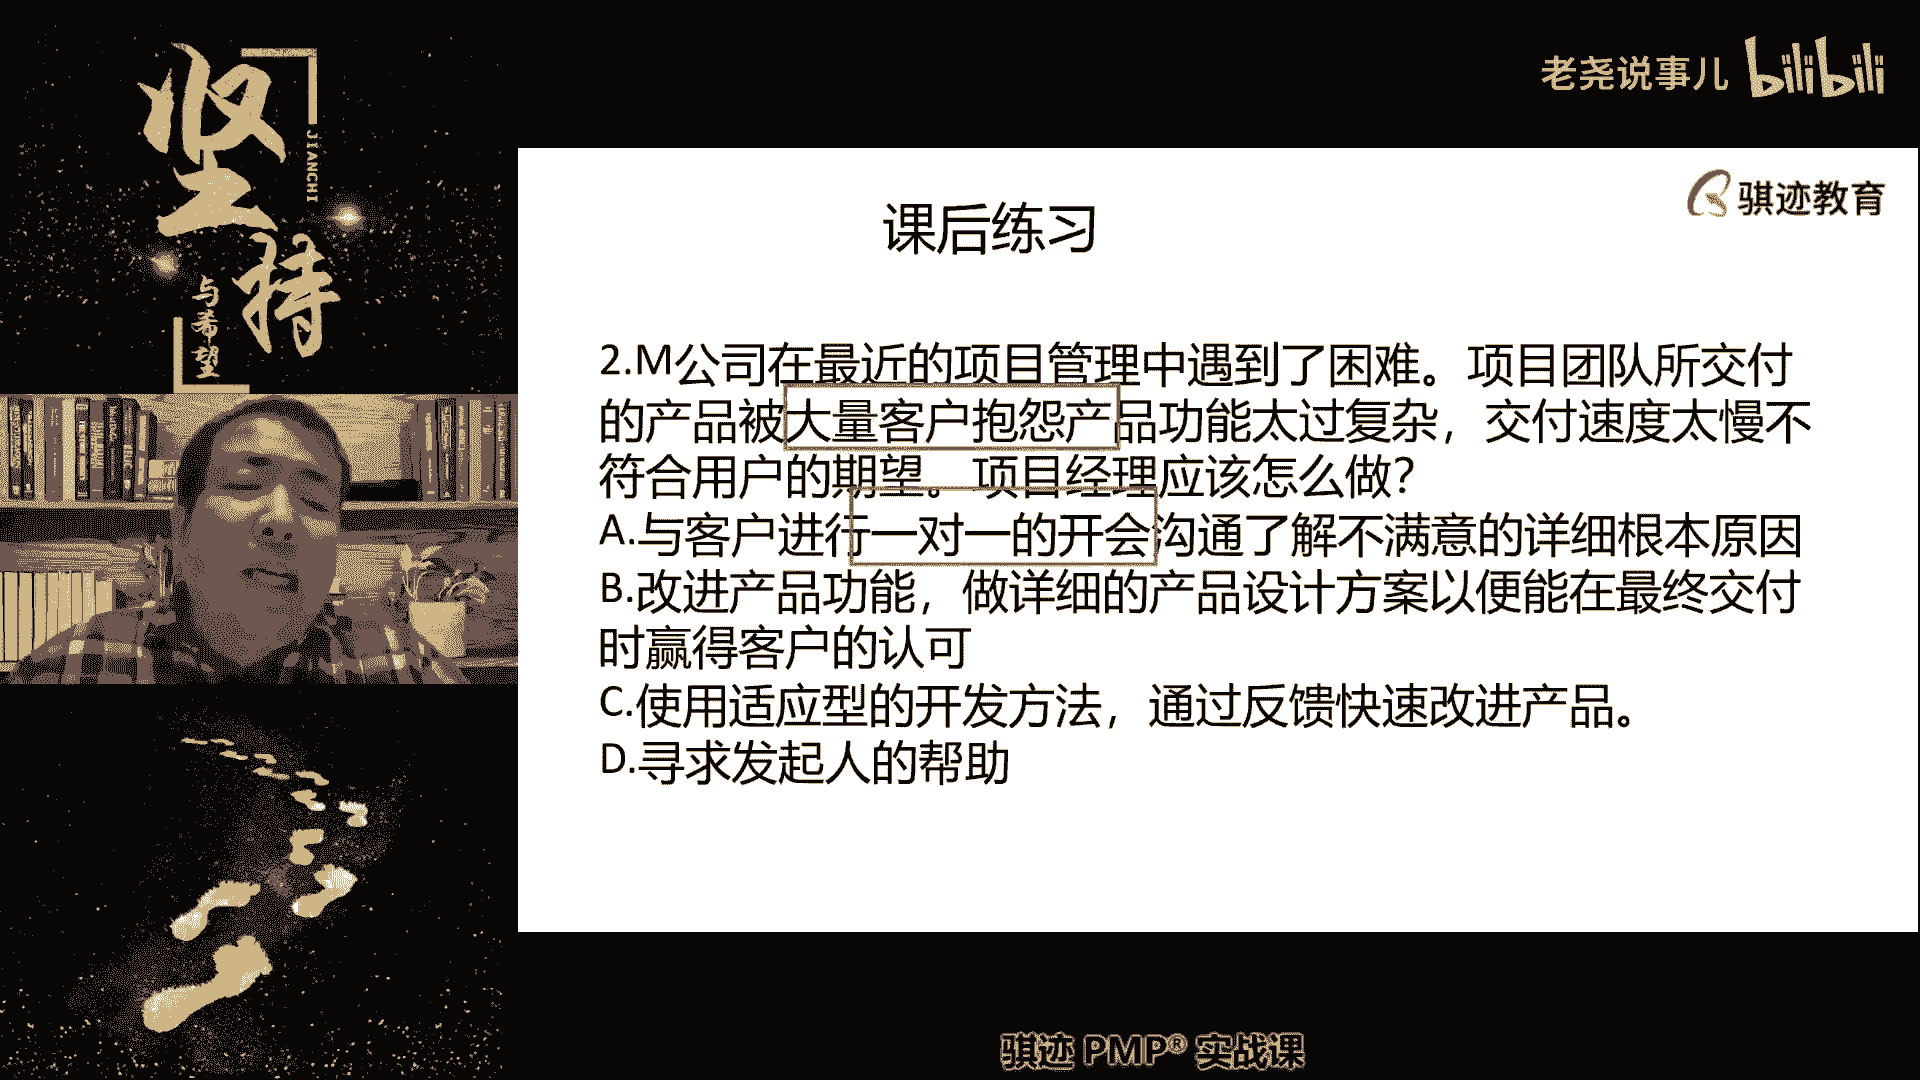 坚持
JIANCHI
与希望
老尧说事儿 bilibili
骐迹教育
课后练习
2.M公司在最近的项目管理中遇到了困难。项目团队所交付
的产品被大量客户抱怨产品功能太过复杂，交付速度太慢不
符合用户的期望。项目经理应该怎么做？
A.与客户进行一对一的开会沟通了解不满意的详细根本原因
B.改进产品功能，做详细的产品设计方案以便能在最终交付
时赢得客户的认可
C.使用适应型的开发方法，通过反馈快速改进产品。
D.寻求发起人的帮助
骐迹 PMP® 实战课